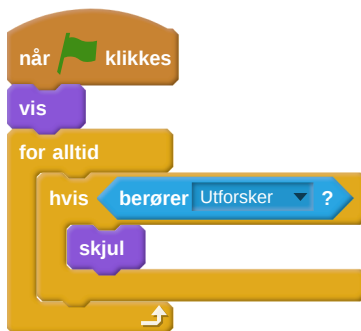 når klikkes
vis
for alltid
hvis berører Utforsker ?
skjul